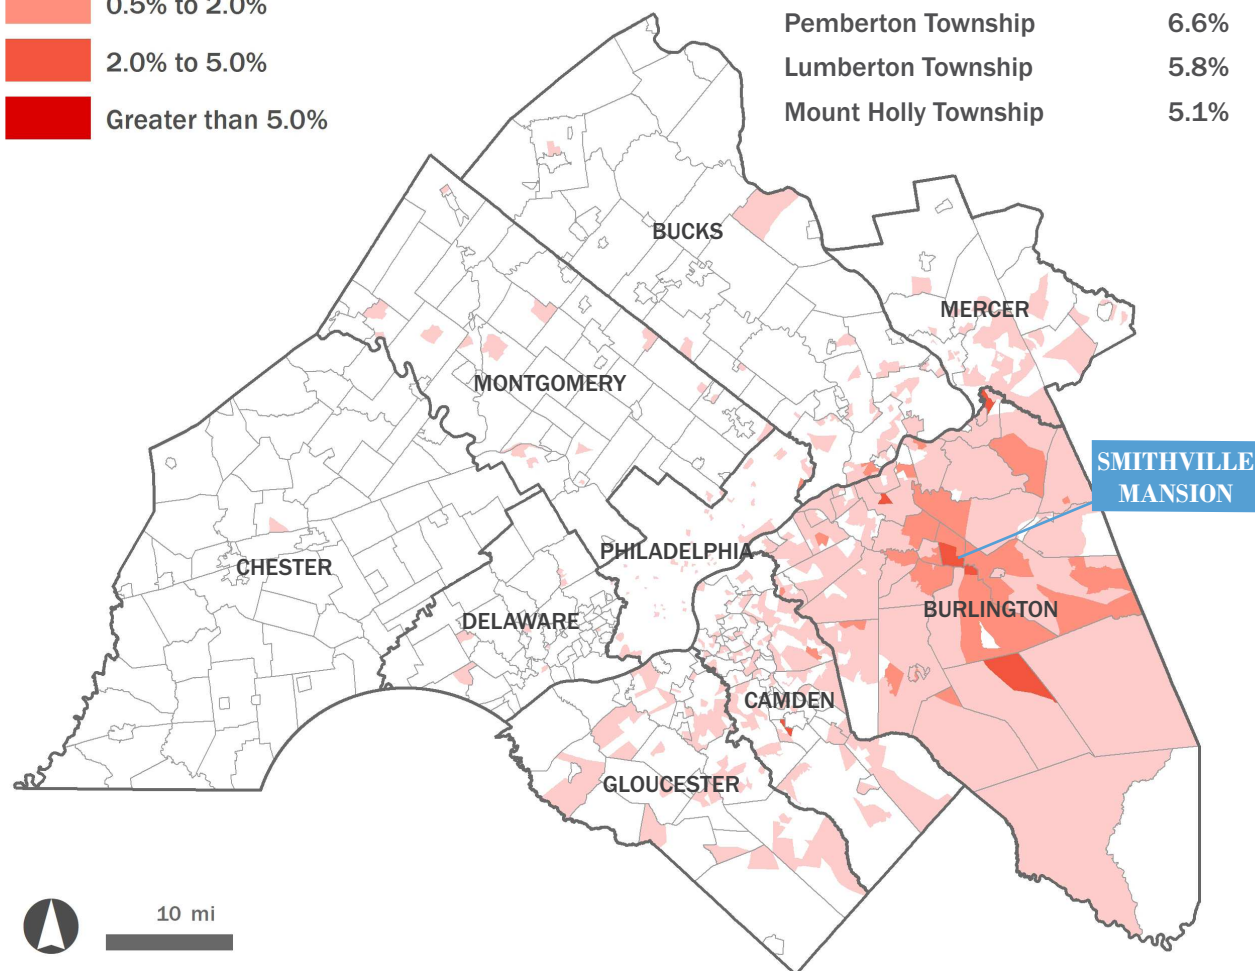 0.5% to 2.0%
2.0% to 5.0%
Greater than 5.0%
Pemberton Township 6.6%
Lumberton Township 5.8%
Mount Holly Township 5.1%
BUCKS
MERCER
MONTGOMERY
SMITHVILLE
MANSION
PHILADELPHIA
CHESTER
DELAWARE
BURLINGTON
CAMDEN
GLOUCESTER
10 mi